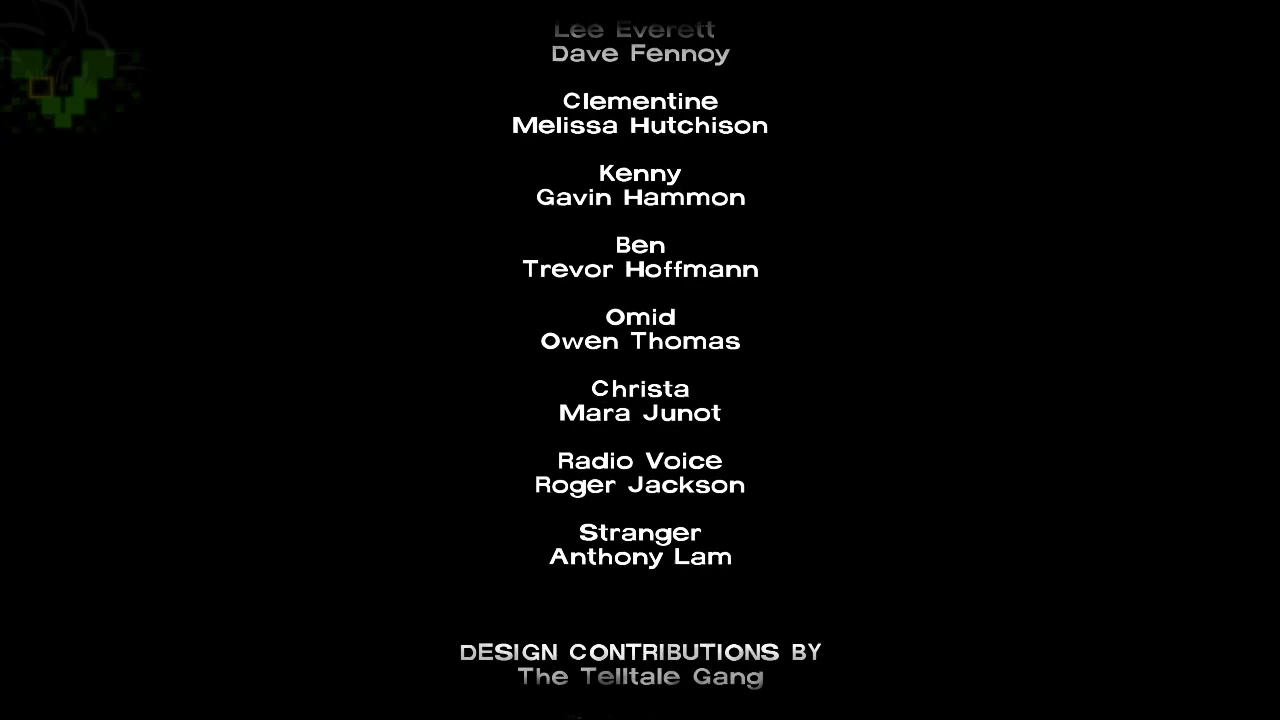 Lee Everett
Dave Fennoy
Clementine
Melissa Hutchison
Kenny
Gavin Hammon
Ben
Trevor Hoffmann
Omid
Owen Thomas
Christa
Mara Junot
Radio Voice
Roger Jackson
Stranger
Anthony Lam
DESIGN CONTRIBUTIONS BY
The Telltale Gang